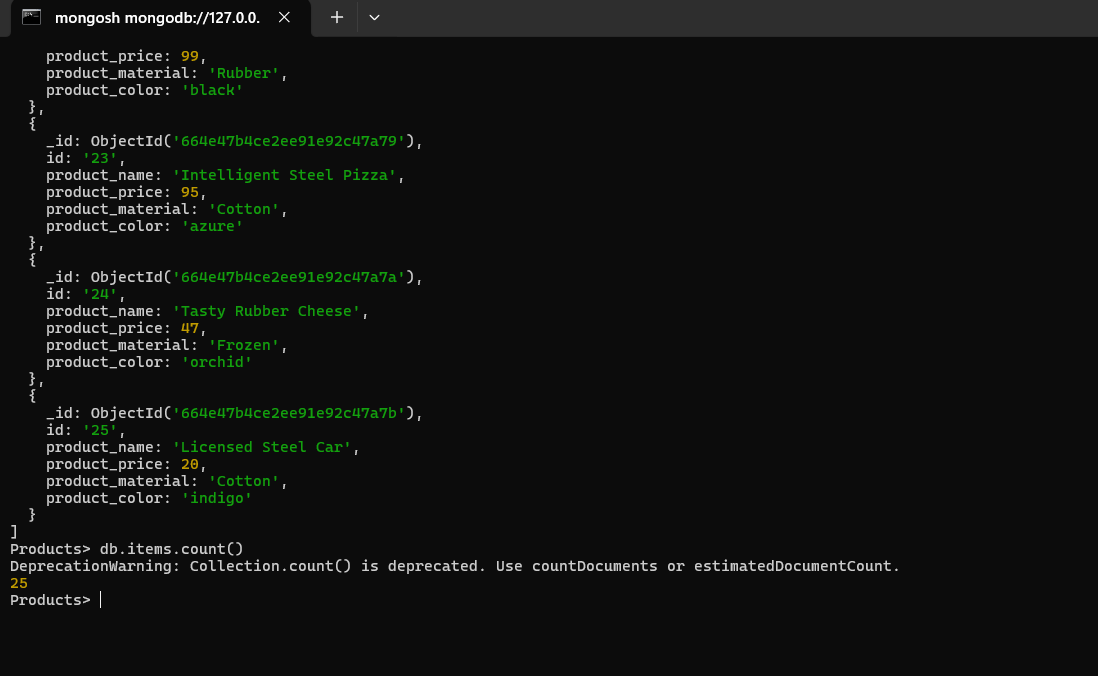 mongosh mongodb://127.0.0.
product_price: 99,
product_material: 'Rubber',
product_color: 'black'
},
{
_id: ObjectId('664e47b4ce2ee91e92c47a79'),
id: '23',
product_name: 'Intelligent Steel Pizza',
product_price: 95,
product_material: 'Cotton',
product_color: 'azure'
},
{
_id: ObjectId('664e47b4ce2ee91e92c47a7a'),
id: '24',
product_name: 'Tasty Rubber Cheese',
product_price: 47,
product_material: 'Frozen',
product_color: 'orchid'
},
{
_id: ObjectId('664e47b4ce2ee91e92c47a7b'),
id: '25',
product_name: 'Licensed Steel Car',
product_price: 20,
product_material: 'Cotton',
product_color: 'indigo'
}
]
Products> db.items.count()
DeprecationWarning: Collection.count() is deprecated. Use countDocuments or estimatedDocumentCount.
25
Products>